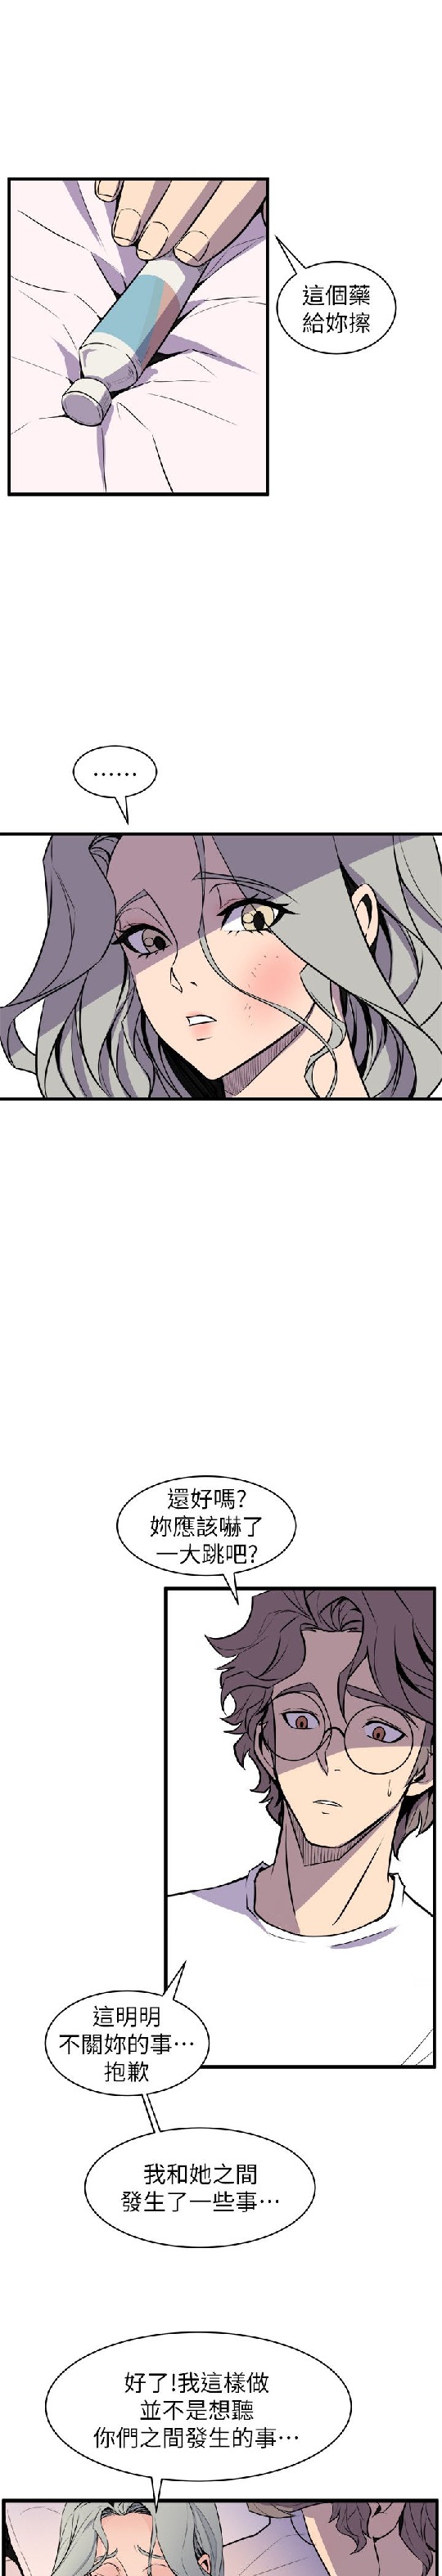 這個藥
給妳擦
……
還好嗎?
妳應該嚇了
一大跳吧?
這明明
不關妳的事…
抱歉
我和她之間
發生了一些事…
好了!我這樣做
並不是想聽
你們之間發生的事…